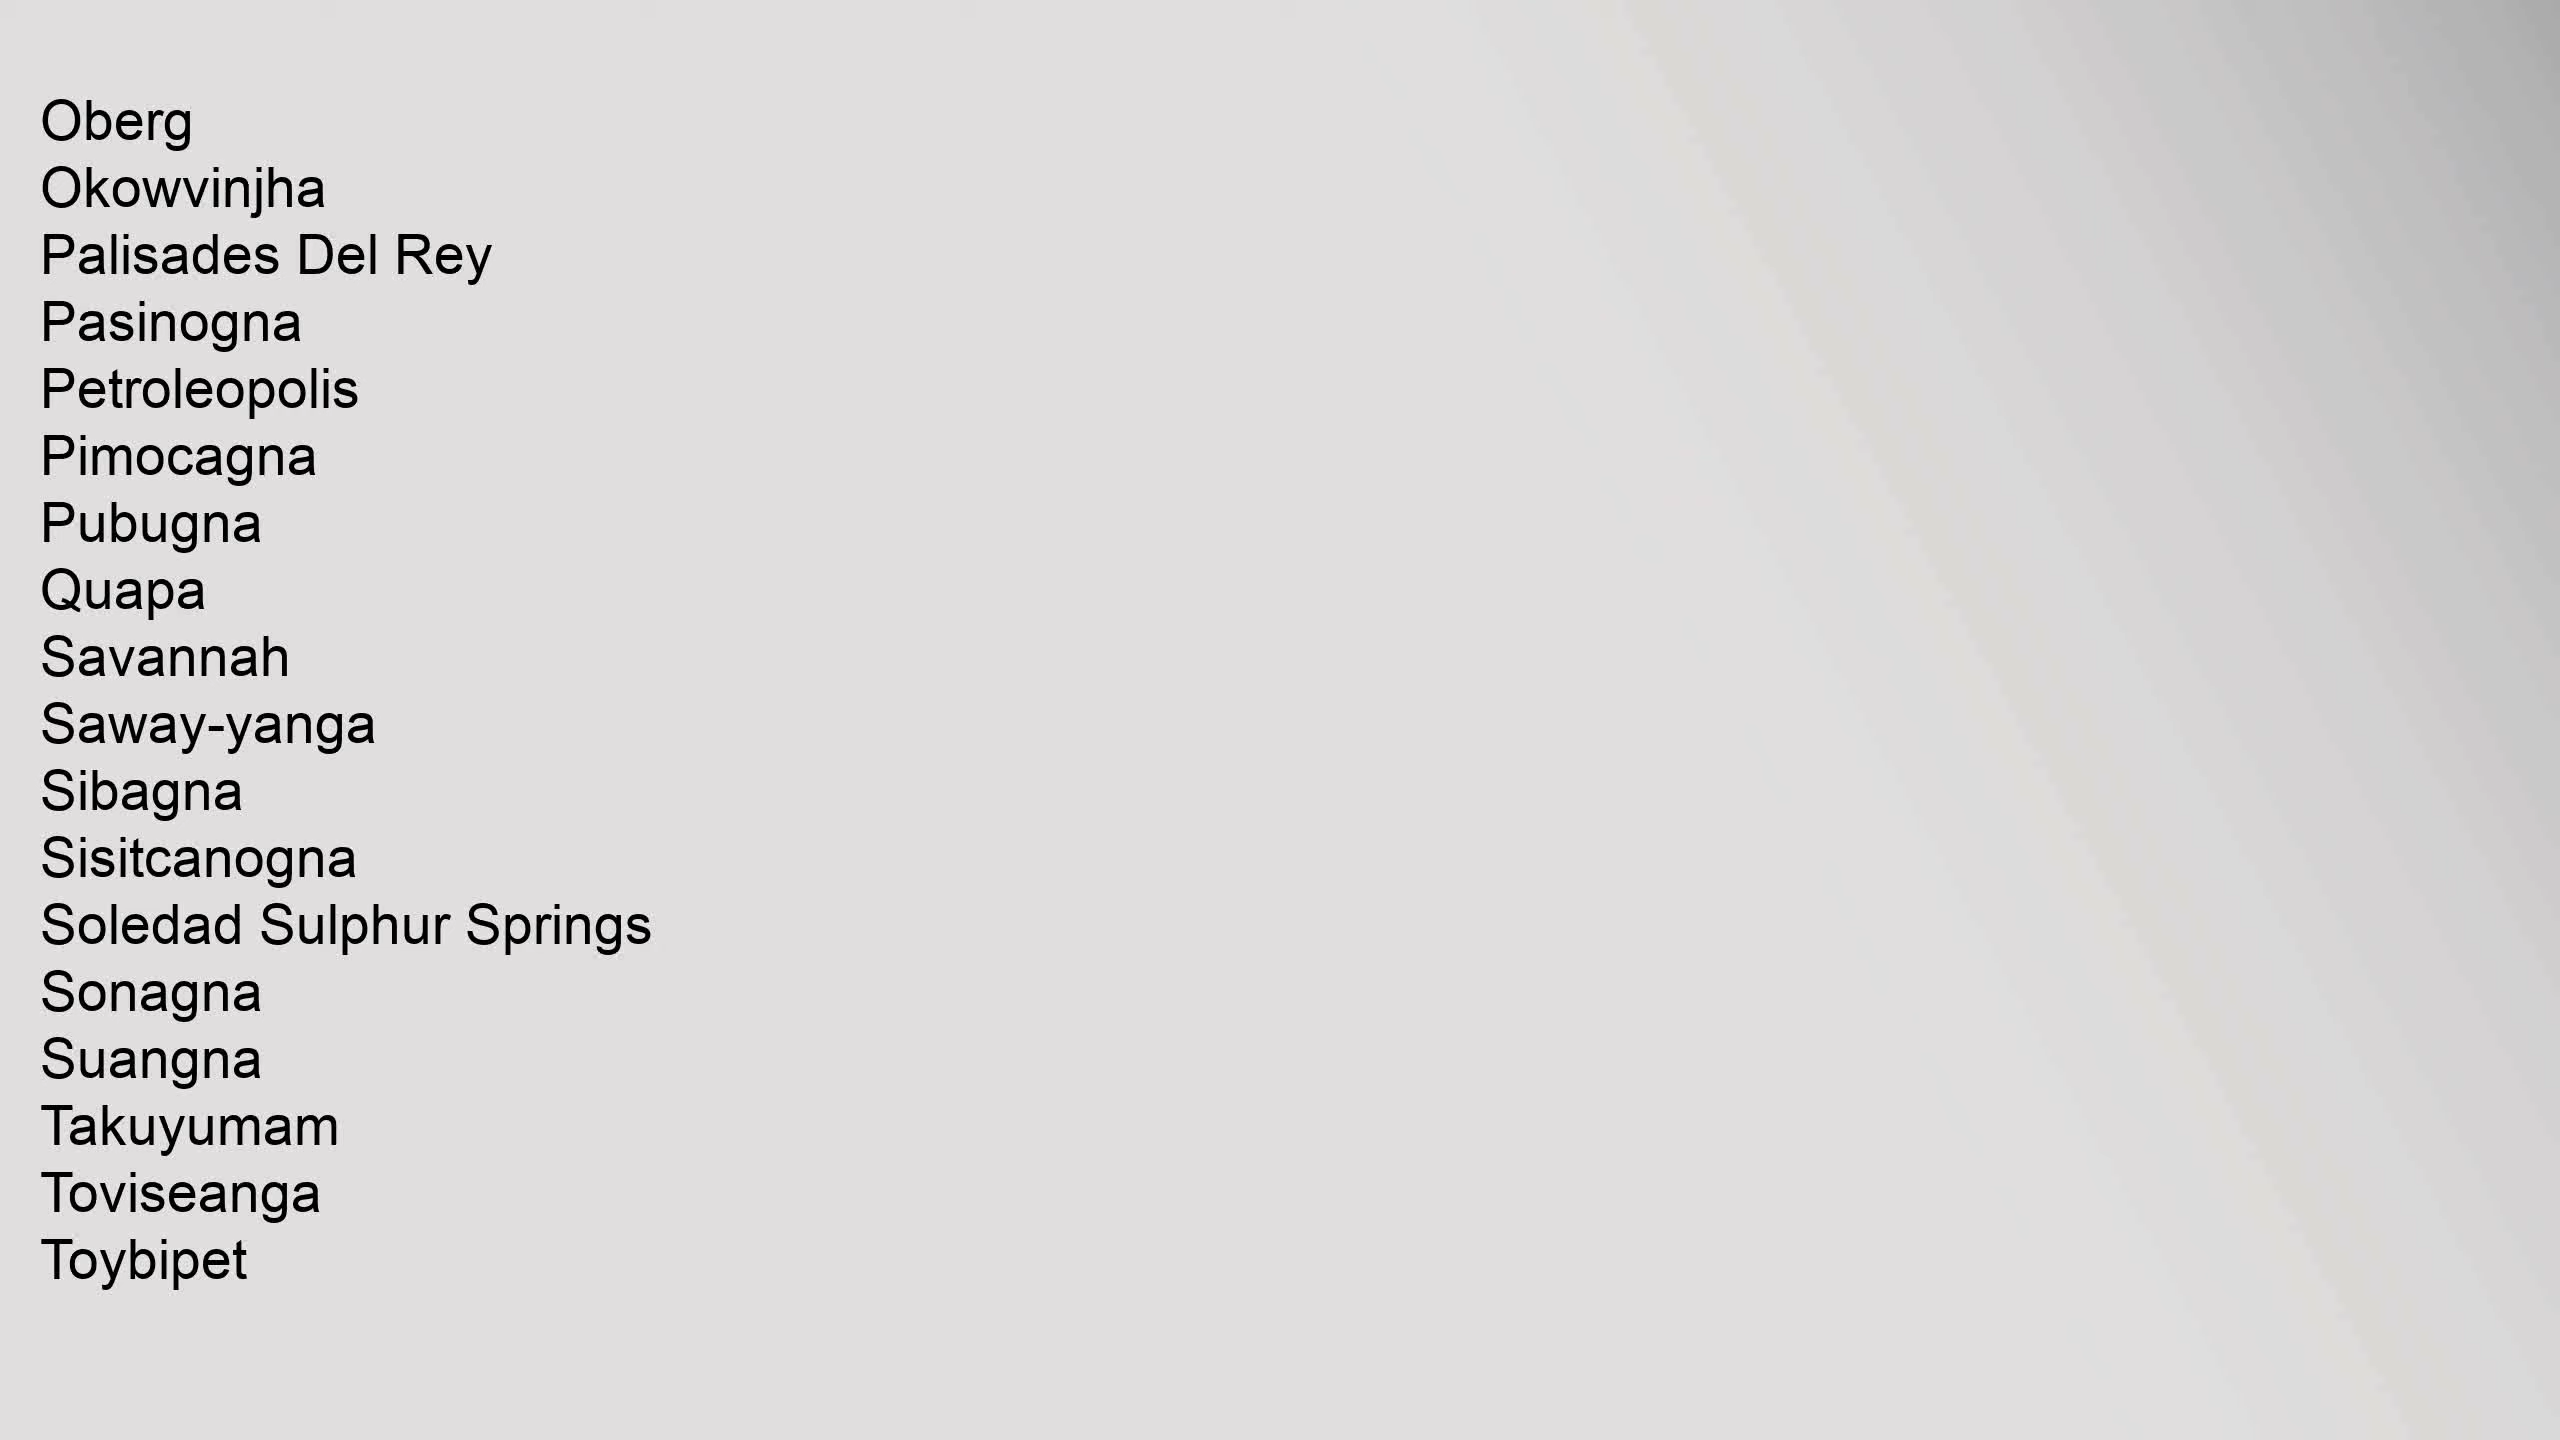 Oberg
Okowvinjha
Palisades Del Rey
Pasinogna
Petroleopolis
Pimocagna
Pubugna
Quapa
Savannah
Saway-yanga
Sibagna
Sisitcanogna
Soledad Sulphur Springs
Sonagna
Suangna
Takuyumam
Toviseanga
Toybipet